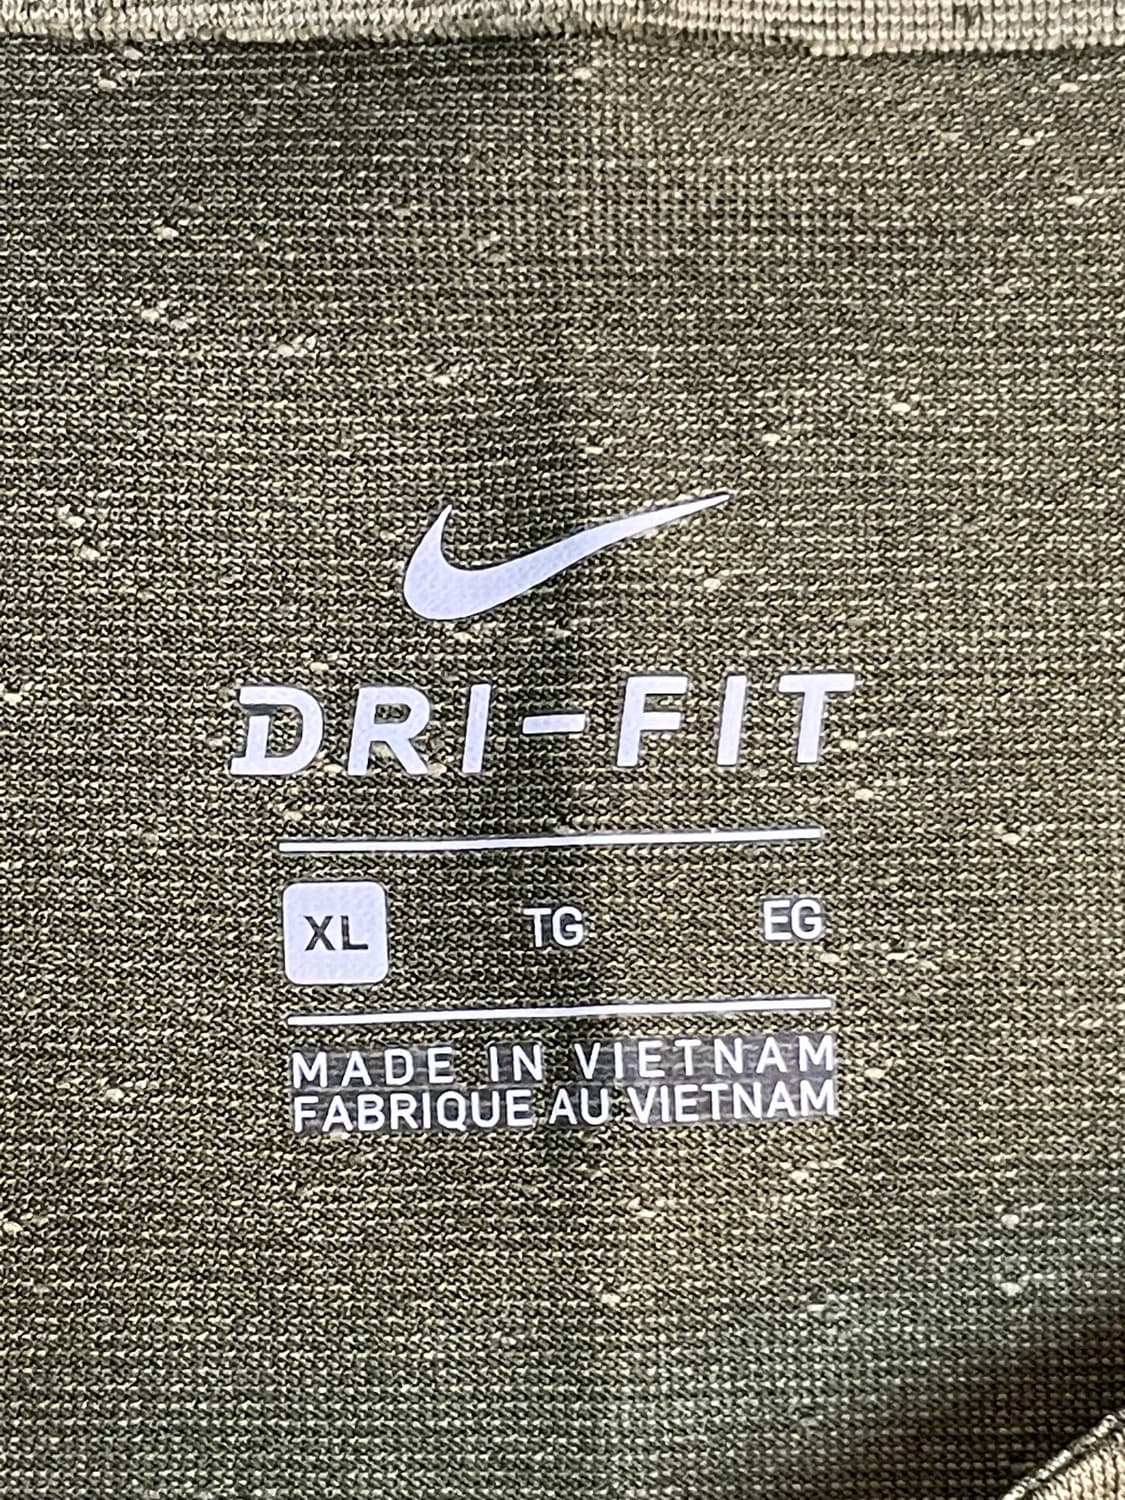 DRI-FIT
XL TG EG
MADE IN VIETNAM
FABRIQUE AU VIETNAM